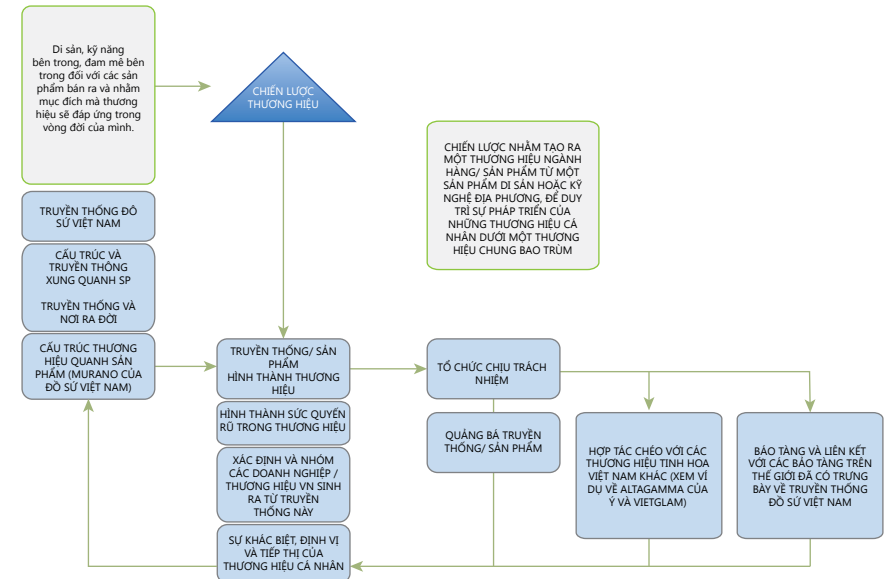 Di sản, kỹ năng
bên trong, đam mê bên
trong đối với các sản
phẩm bán ra và nhằm
mục đích mà thương
hiệu sẽ đáp ứng trong
vòng đời của mình.
CHIẾN LƯỢC
THƯƠNG HIỆU
CHIẾN LƯỢC NHẰM TẠO RA
MỘT THƯƠNG HIỆU NGÀNH
HÀNG/ SẢN PHẨM TỪ MỘT
SẢN PHẨM DI SẢN HOẶC KỸ
NGHỆ ĐỊA PHƯƠNG, ĐỂ DUY
TRÌ SỰ PHÁP TRIỂN CỦA
NHỮNG THƯƠNG HIỆU CÁ
NHÂN DƯỚI MỘT THƯƠNG
HIỆU CHUNG BAO TRÙM
TRUYỀN THỐNG ĐÔ
SỨ VIỆT NAM
CẤU TRÚC VÀ
TRUYỀN THÔNG
XUNG QUANH SP
TRUYỀN THỐNG VÀ
NƠI RA ĐỜI
CẤU TRÚC THƯƠNG
HIỆU QUANH SẢN
PHẨM (MURANO CỦA
ĐỒ SỨ VIỆT NAM)
TRUYỀN THỐNG/ SẢN
PHẨM
HÌNH THÀNH THƯƠNG
HIỆU
HÌNH THÀNH SỨC QUYẾN
RŨ TRONG THƯƠNG HIỆU
XÁC ĐỊNH VÀ NHÓM
CÁC DOANH NGHIỆP /
THƯƠNG HIỆU VN SINH
RA TỪ TRUYỀN
THỐNG NÀY
SỰ KHÁC BIỆT, ĐỊNH VỊ
VÀ TIẾP THỊ CỦA
THƯƠNG HIỆU CÁ NHÂN
TỔ CHỨC CHỊU TRÁCH
NHIỆM
QUẢNG BÁ TRUYỀN
THỐNG/ SẢN PHẨM
HỢP TÁC CHÉO VỚI CÁC
THƯƠNG HIỆU TINH HOA
VIỆT NAM KHÁC (XEM VÍ
DỤ VỀ ALTAGAMMA CỦA
Ý VÀ VIETGLAM)
BẢO TÀNG VÀ LIÊN KẾT
VỚI CÁC BẢO TÀNG TRÊN
THẾ GIỚI ĐÃ CÓ TRƯNG
BÀY VỀ TRUYỀN THỐNG
ĐỒ SỨ VIỆT NAM